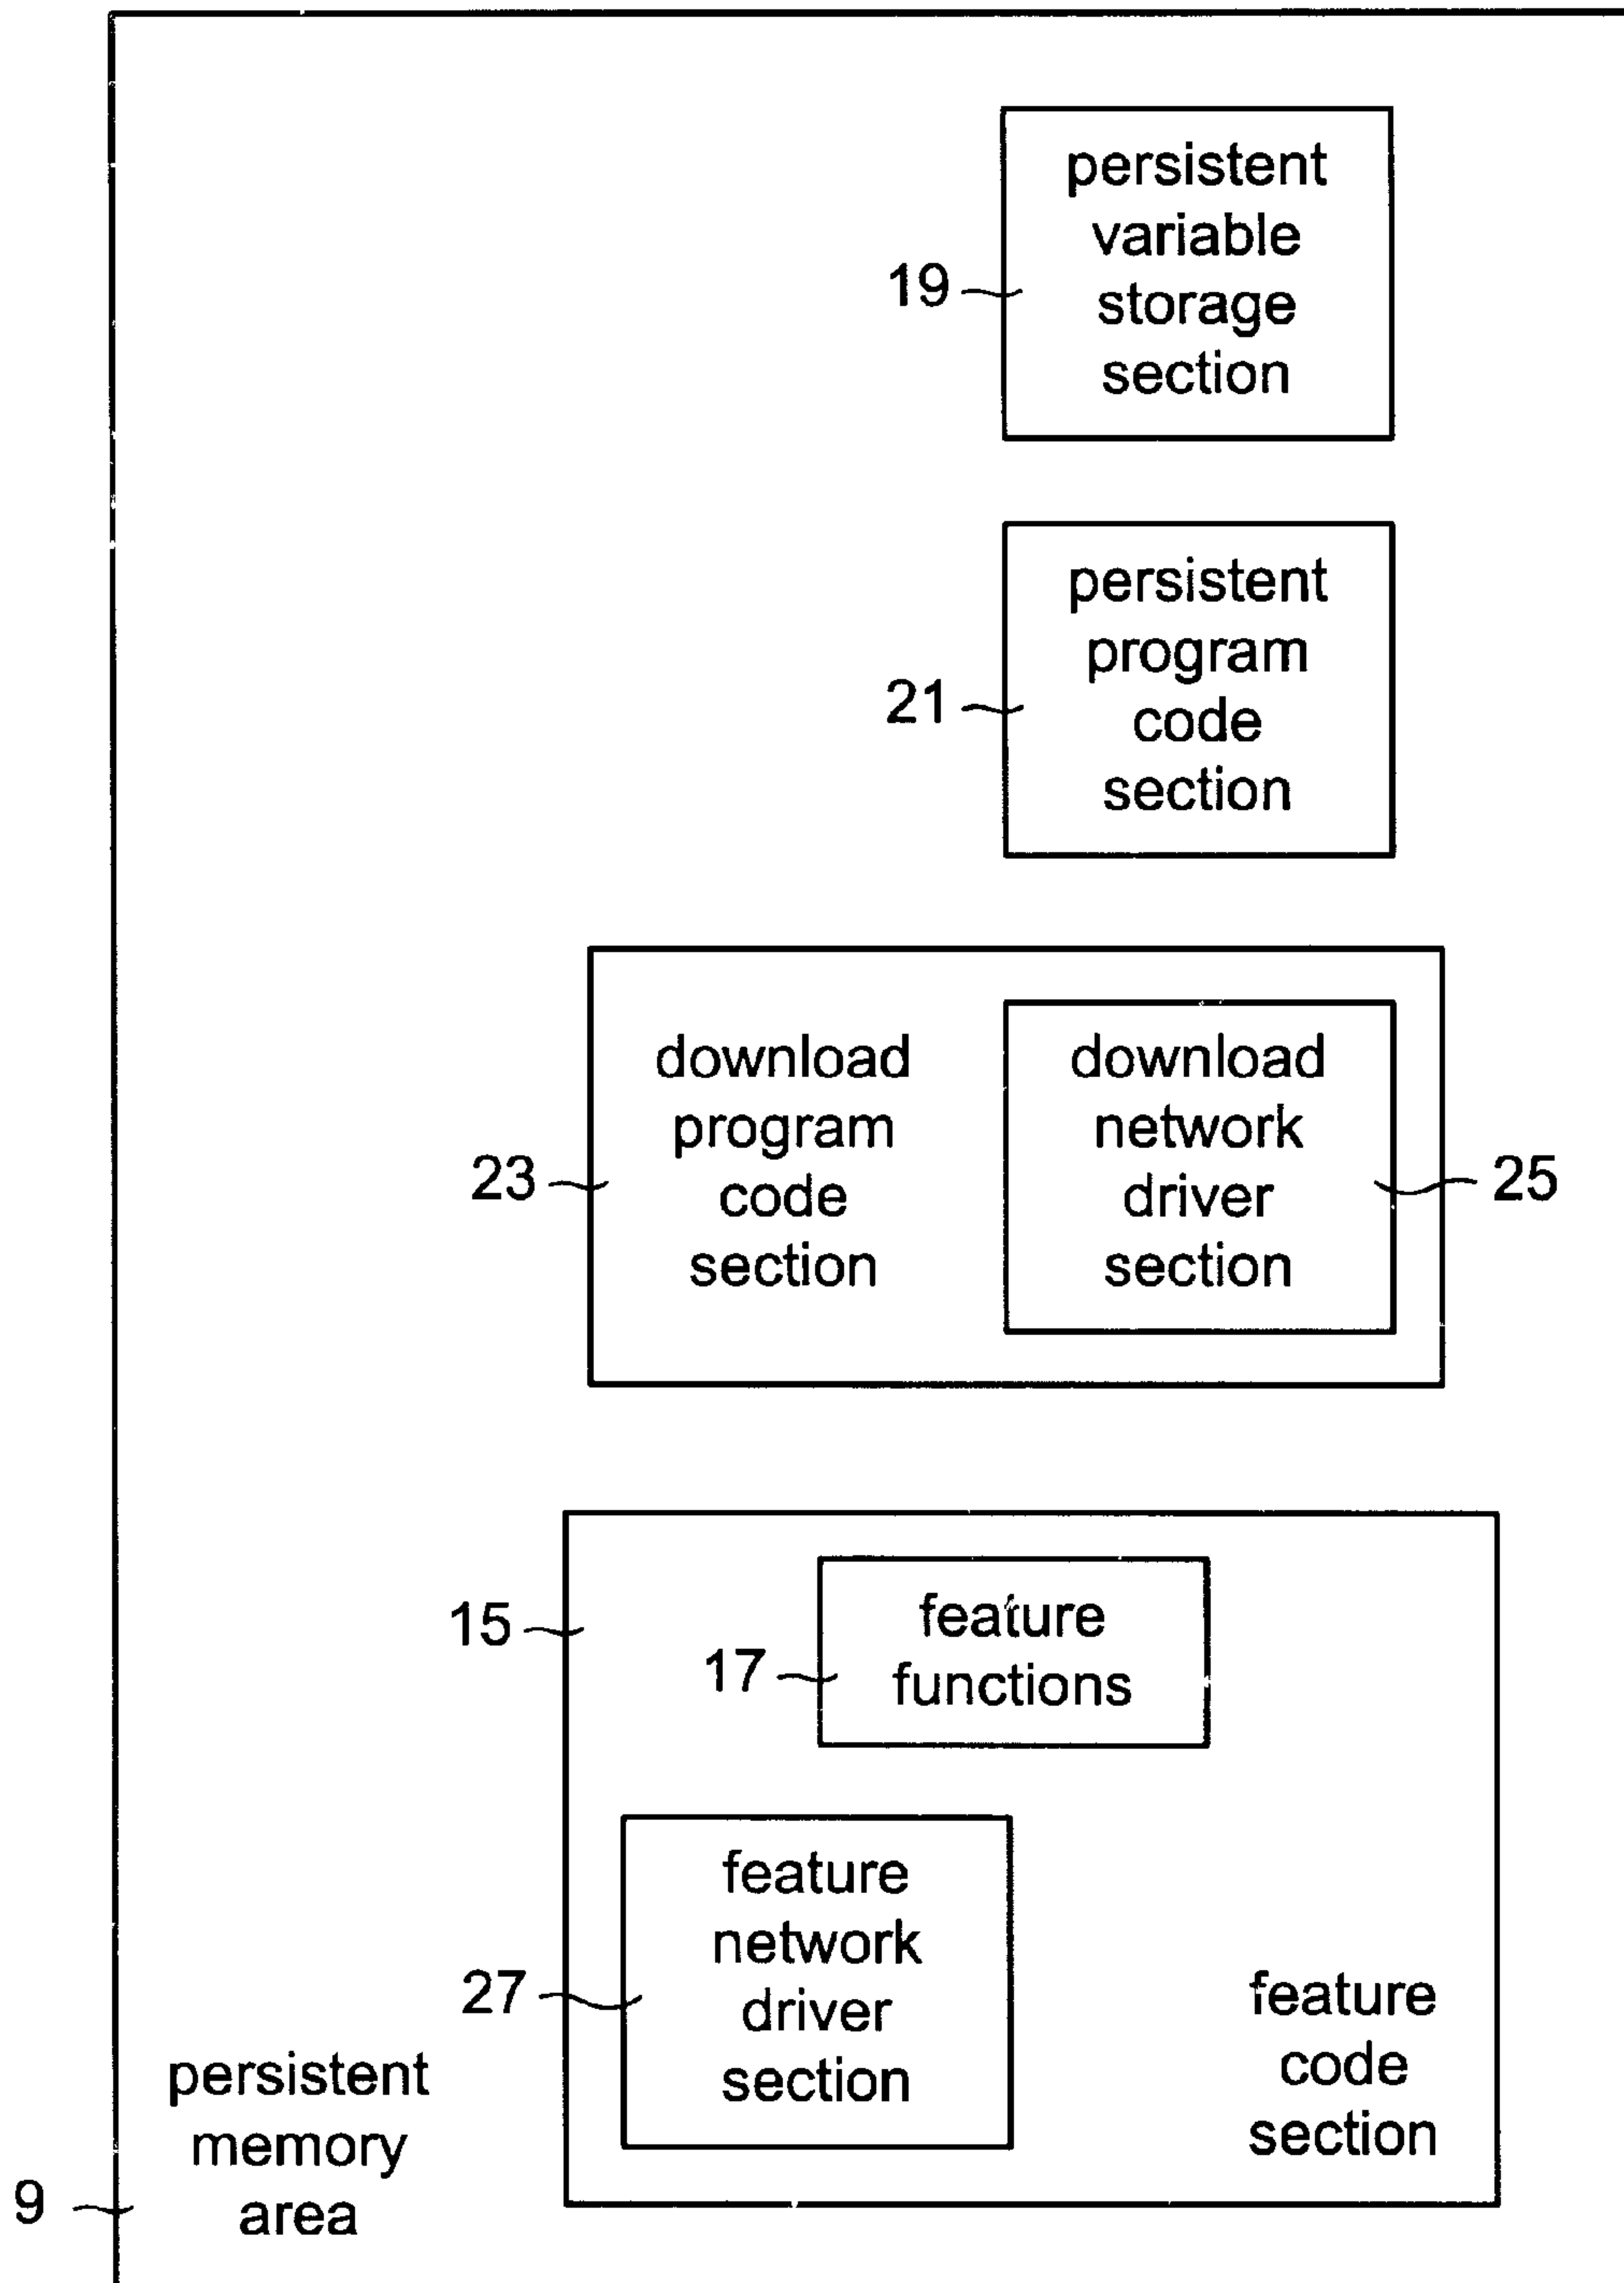 persistent
variable
storage
section
19
persistent
program
code
section
21
download
program
code
section
23
download
network
driver
section
25
15
feature
functions
17
feature
network
driver
section
27
feature
code
section
persistent
memory
area
9